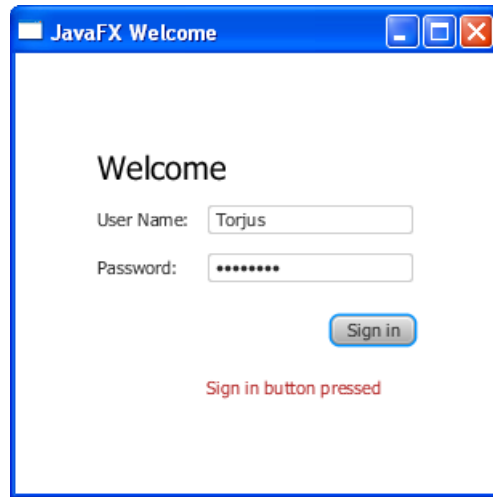 JavaFX Welcome
Welcome
User Name: Torjus
Password: ••••••••
Sign in
Sign in button pressed